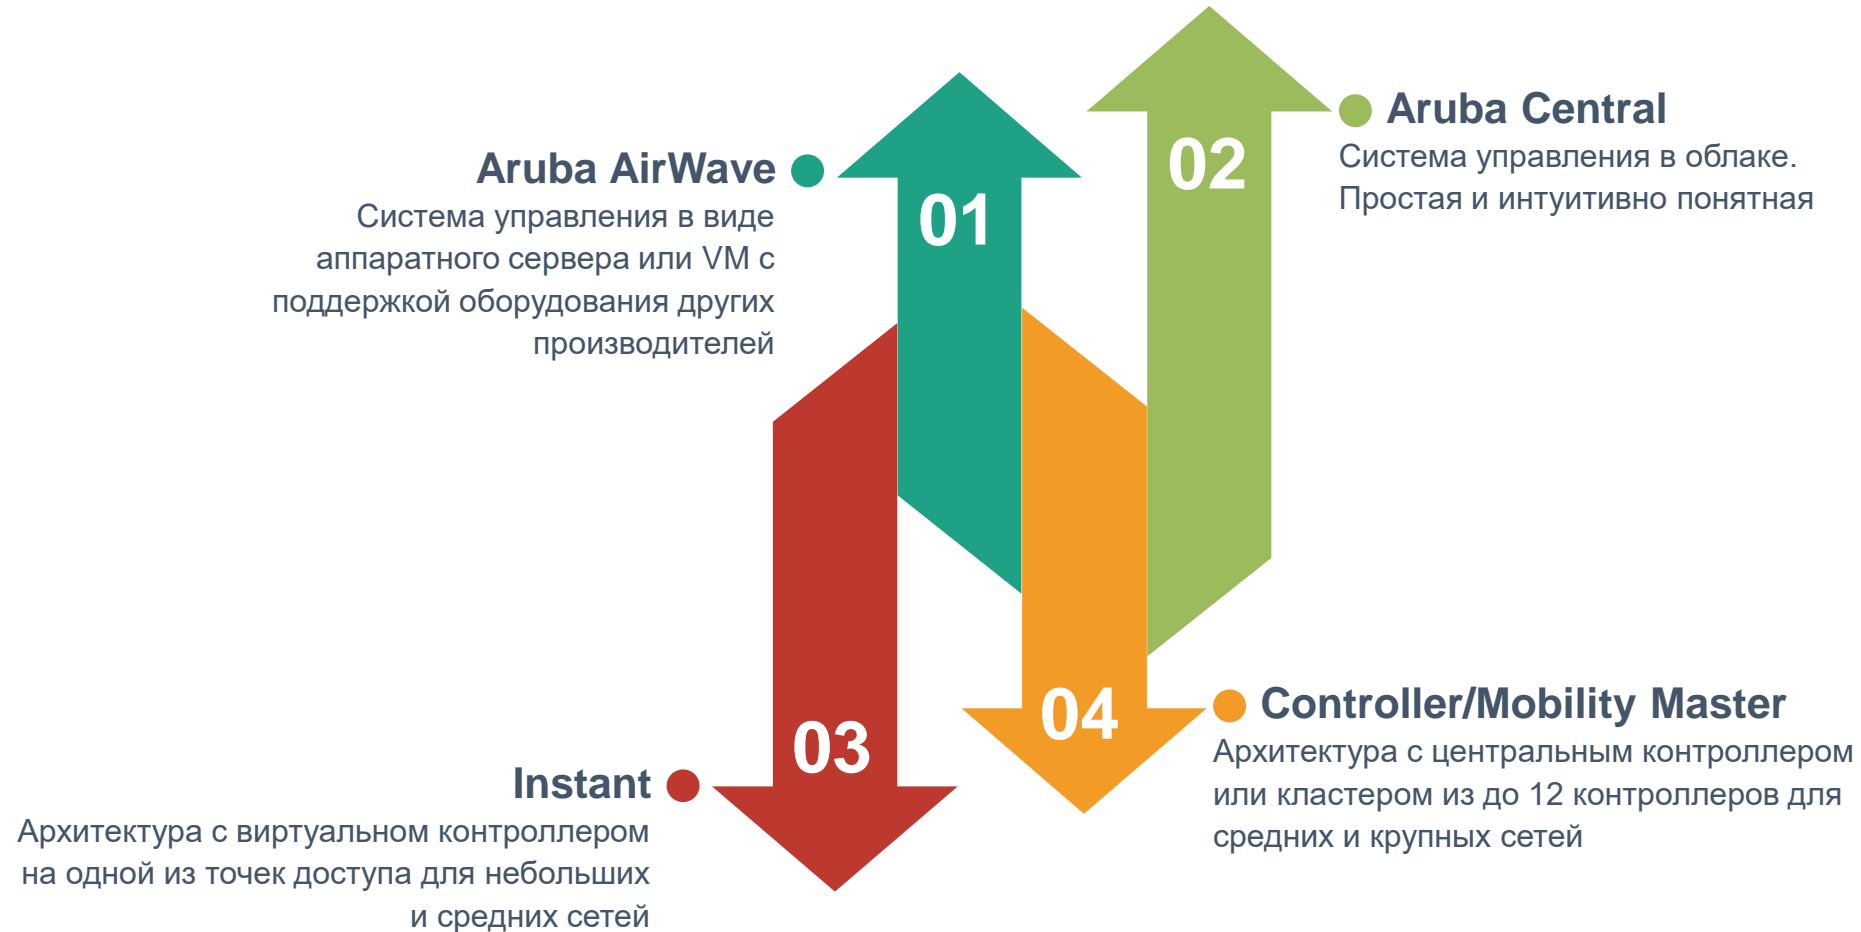 01
Aruba AirWave
Система управления в виде
аппаратного сервера или VM с
поддержкой оборудования других
производителей
02
Aruba Central
Система управления в облаке.
Простая и интуитивно понятная
03
Instant
Архитектура с виртуальном контроллером
на одной из точек доступа для небольших
и средних сетей
04
Controller/Mobility Master
Архитектура с центральным контроллером
или кластером из до 12 контроллеров для
средних и крупных сетей